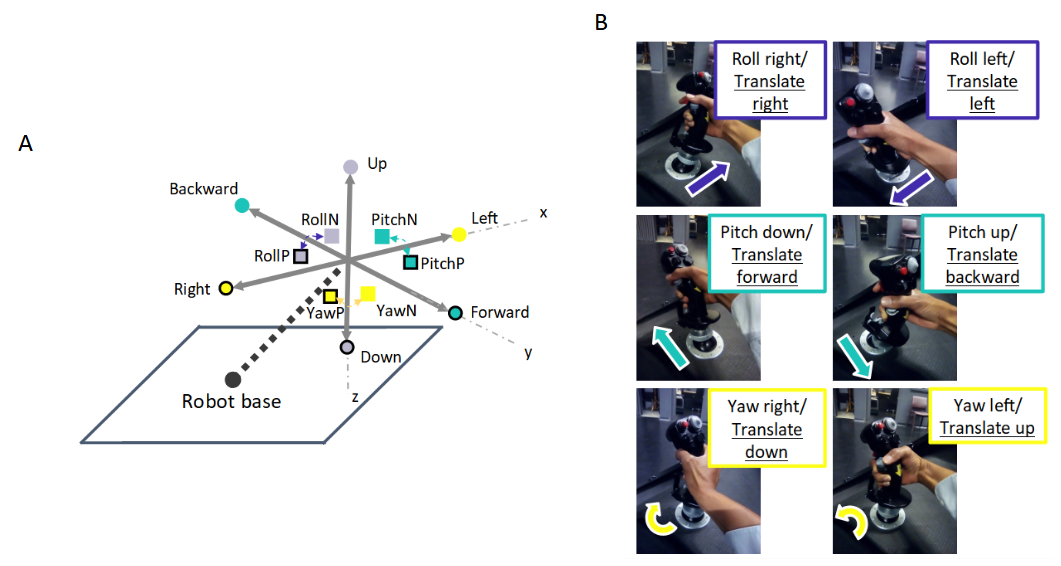 A
Up
Backward
RollN
PitchN
x
Left
RollP
PitchP
Right
YawP
YawN
Forward
y
Down
z
Robot base
B
Roll right/
Translate
right
Roll left/
Translate
left
Pitch down/
Translate
forward
Pitch up/
Translate
backward
Yaw right/
Translate
down
Yaw left/
Translate up